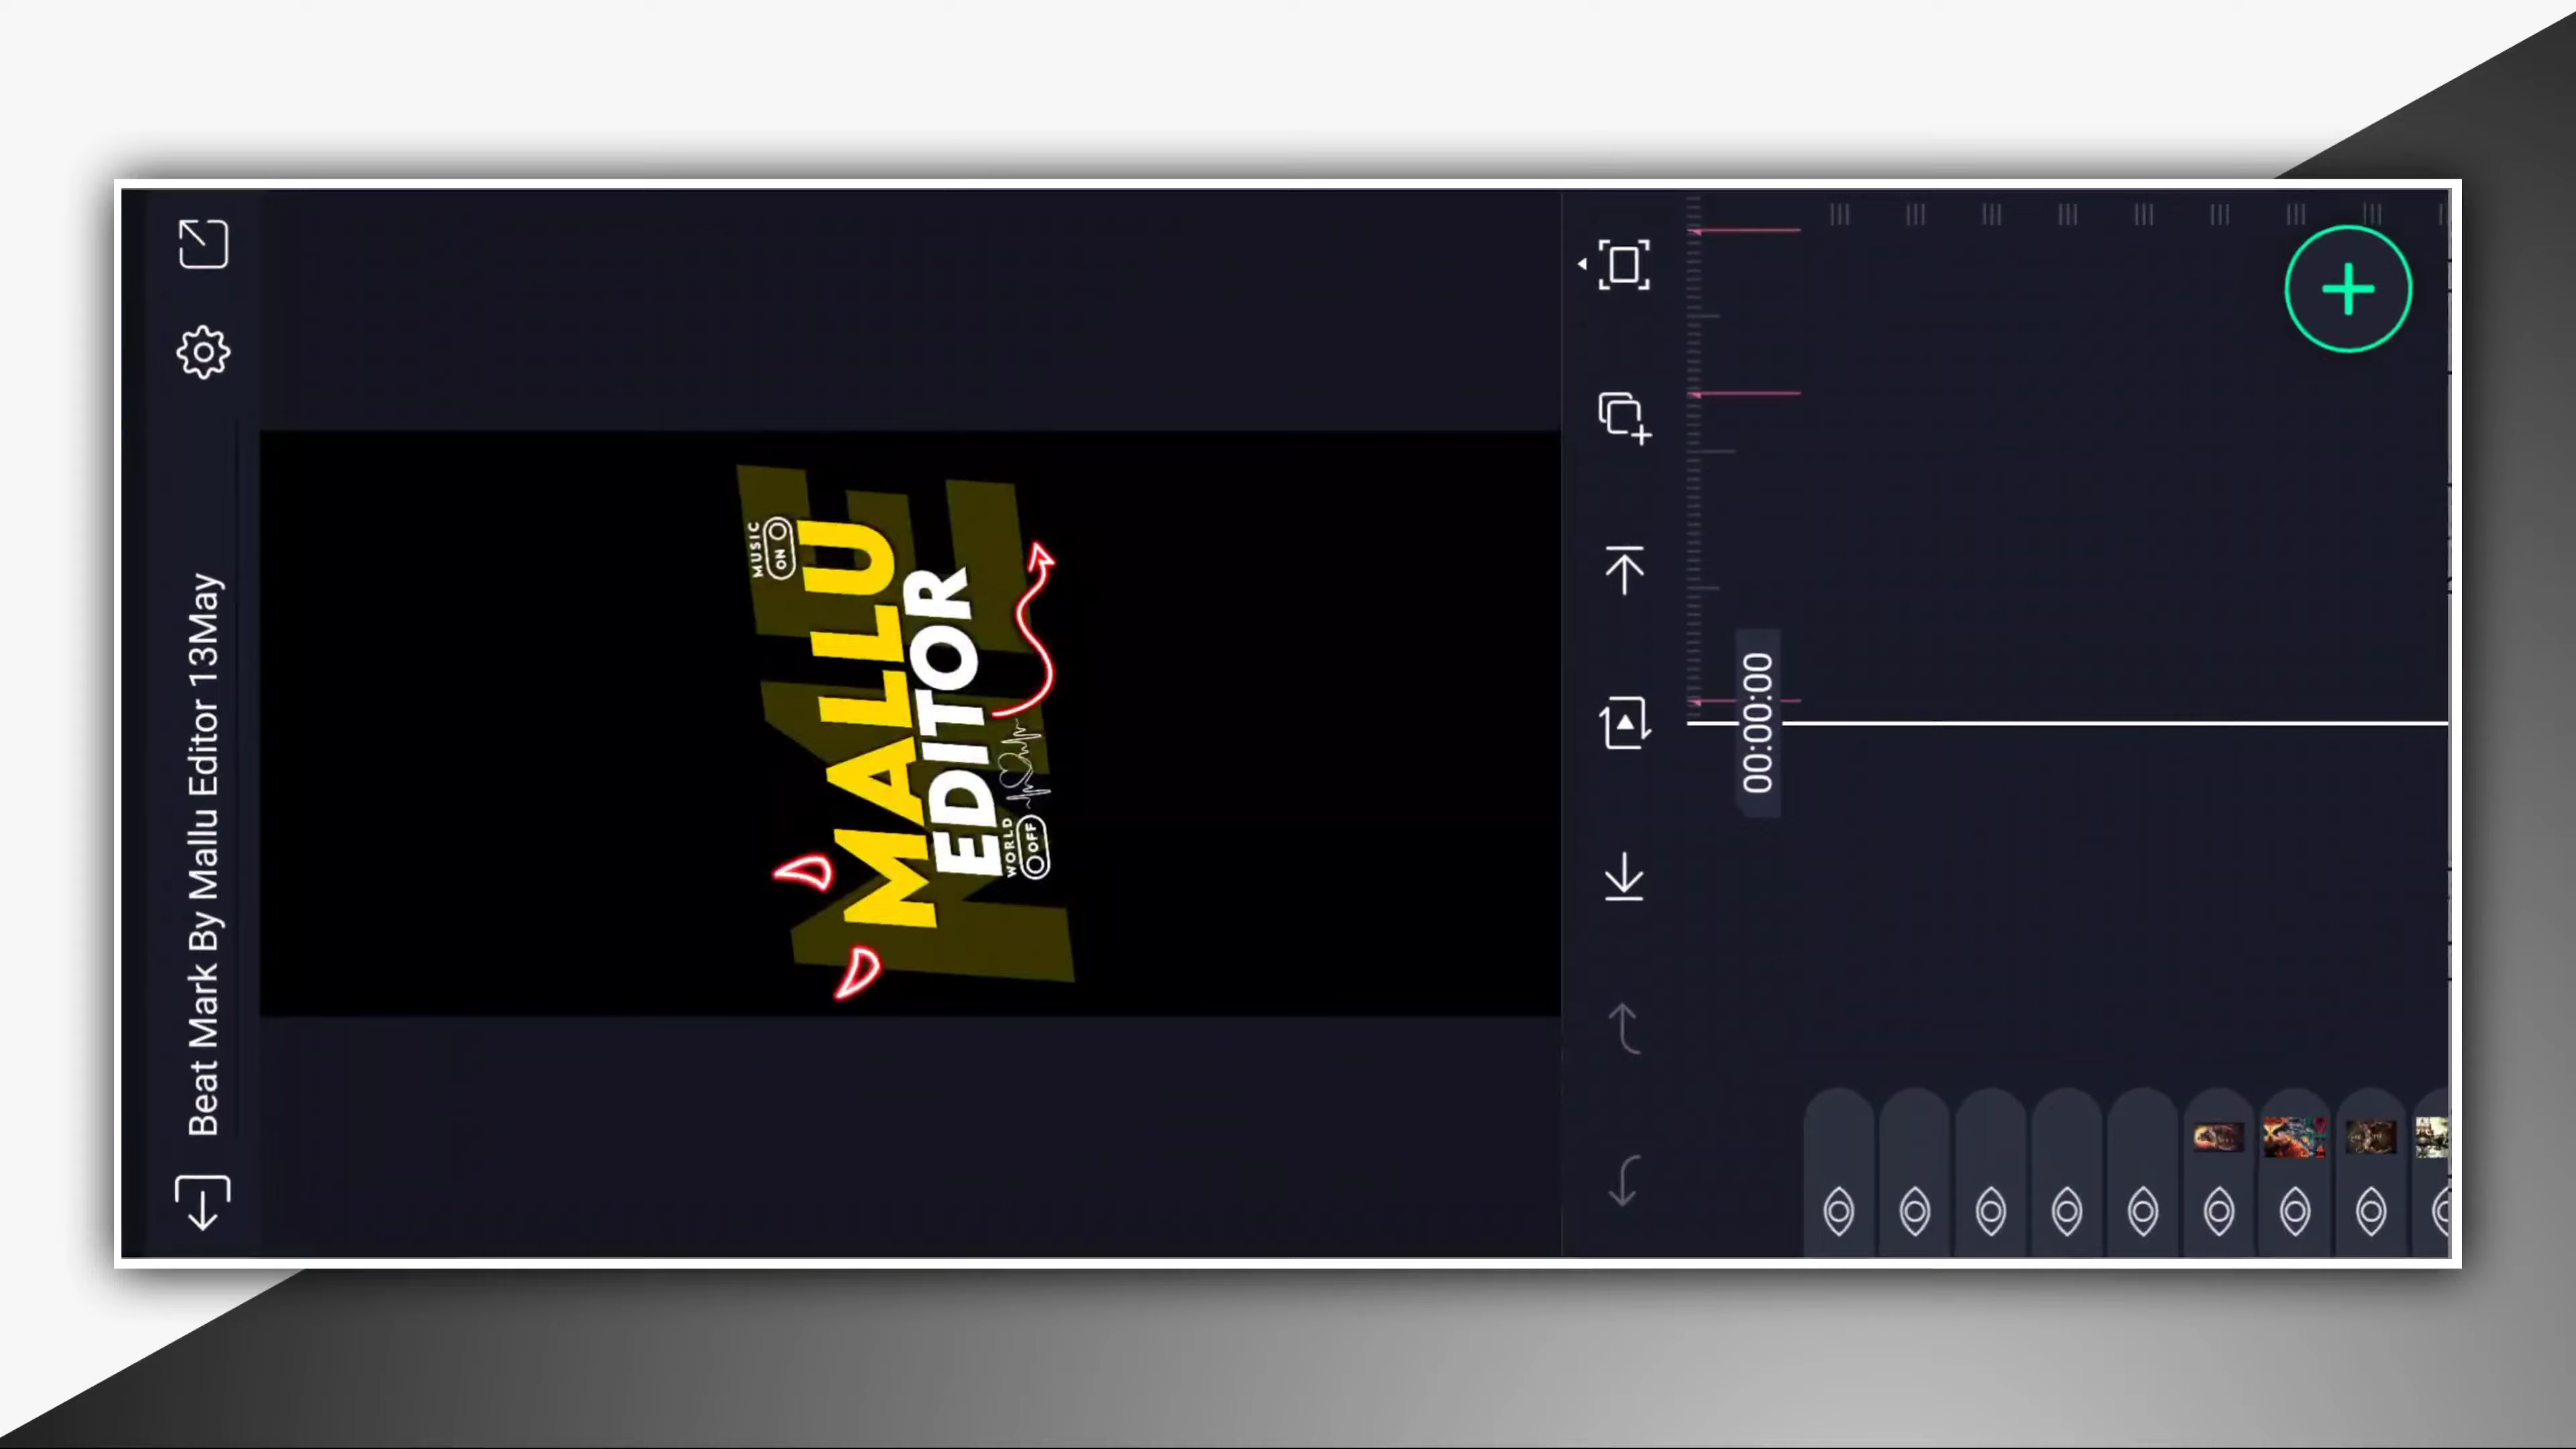 Beat Mark By Mallu Editor 13May
MUSIC
ON
MALLU
EDITOR
WORLD
OFF
00:00:00